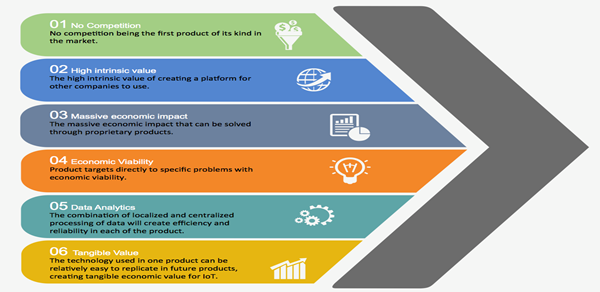 01 No Competition
No competition being the first product of its kind in
the market.
02 High intrinsic value
The high intrinsic value of creating a platform for
other companies to use.
03 Massive economic impact
The massive economic impact that can be solved
through proprietary products.
04 Economic Viability
Product targets directly to specific problems with
economic viability.
05 Data Analytics
The combination of localized and centralized
processing of data will create efficiency and
reliability in each of the product.
06 Tangible Value
The technology used in one product can be
relatively easy to replicate in future products,
creating tangible economic value for IoT.